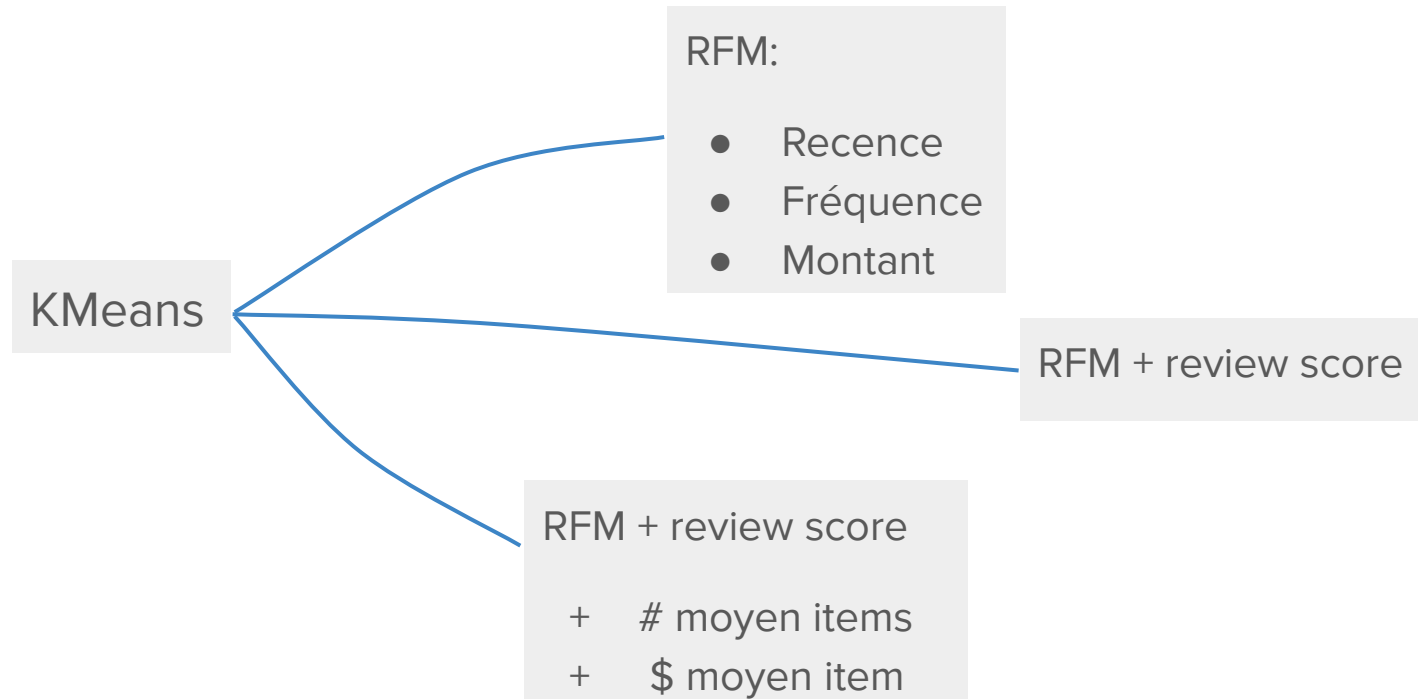 RFM:
● Recence
● Fréquence
● Montant
KMeans
RFM + review score
RFM + review score
+ # moyen items
+ $ moyen item